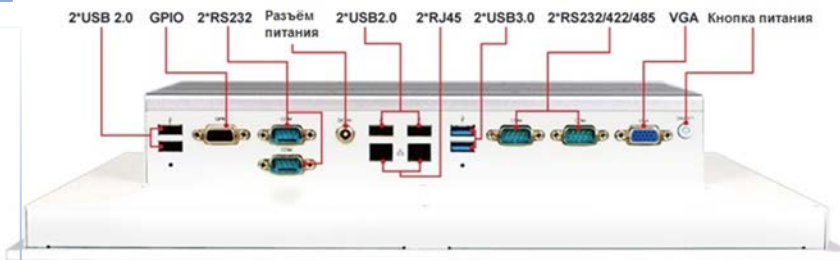 2*USB 2.0 GPIO 2*RS232 Разъём питания 2*USB2.0 2*RJ45 2*USB3.0 2*RS232/422/485 VGA Кнопка питания